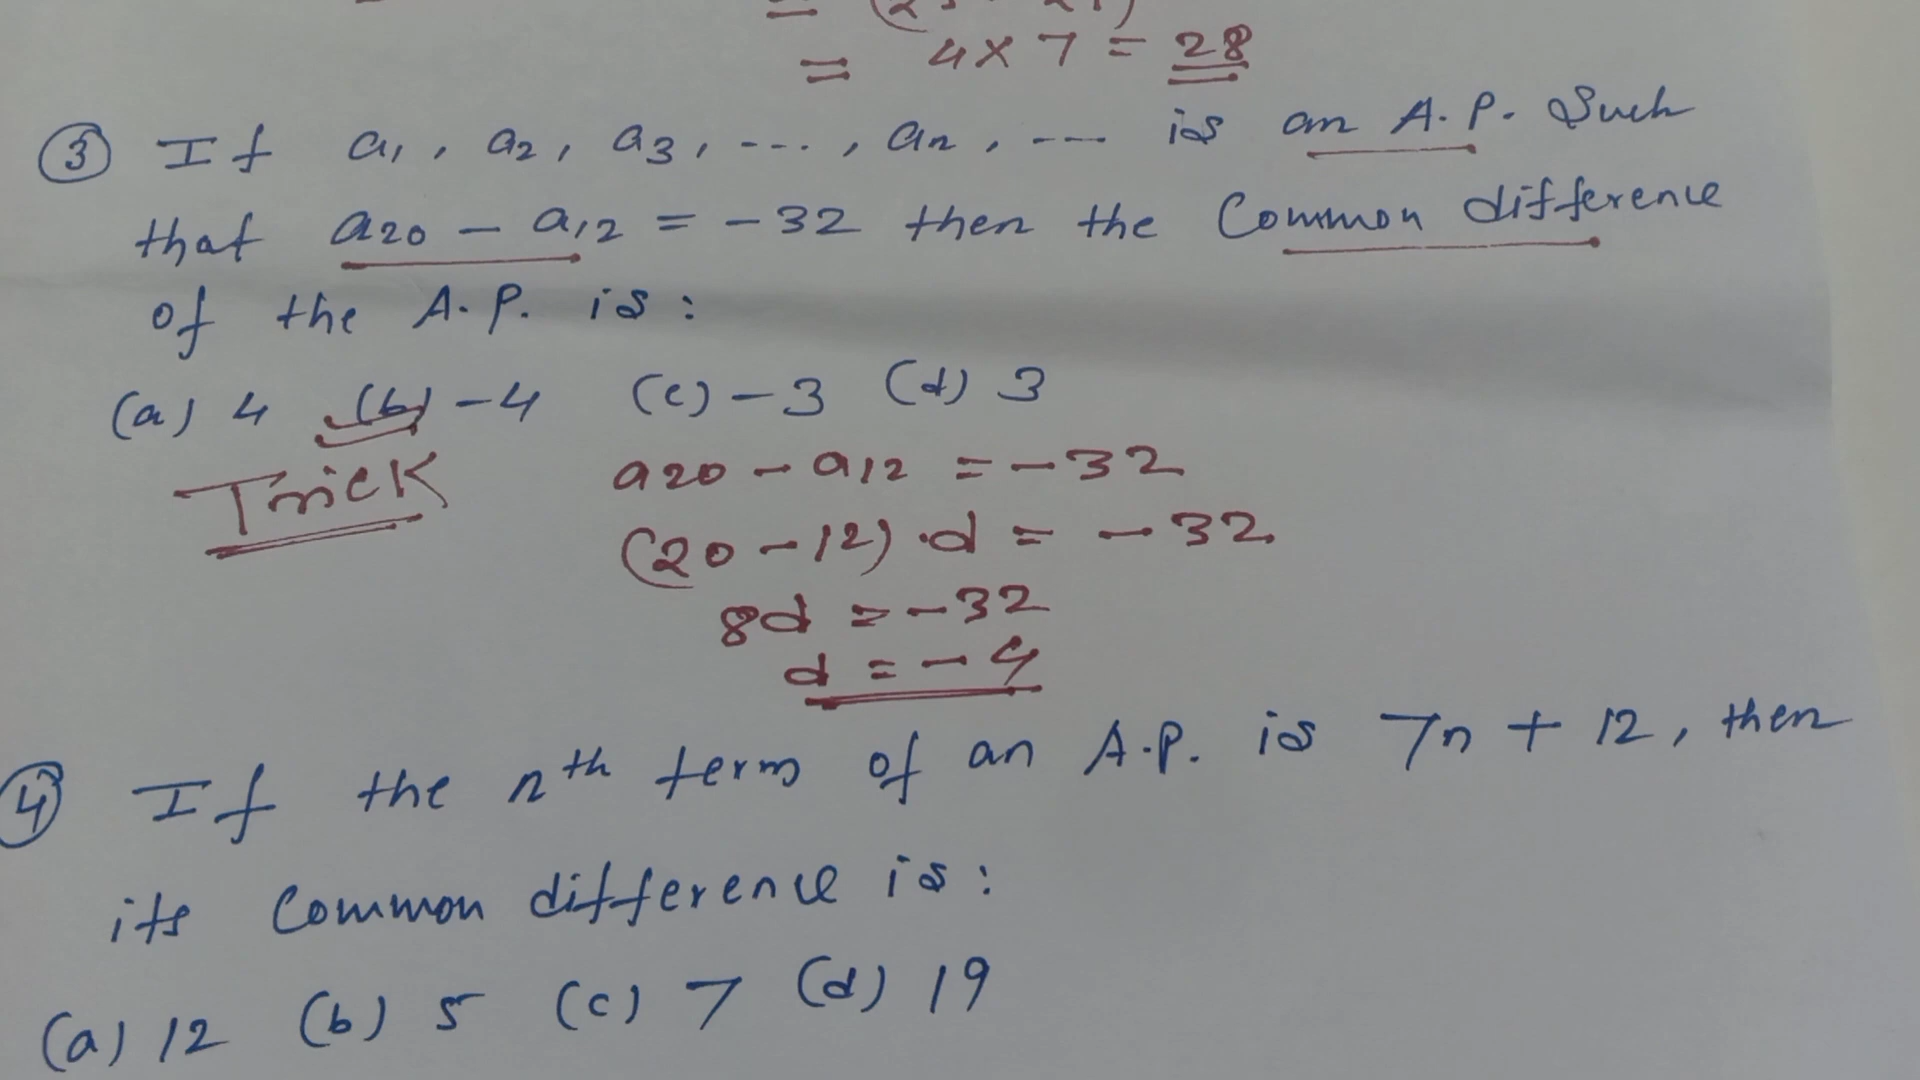 = 4 × 7 = 28
③ If a₁, a₂, a₃, ..., aₙ, --- is an A.P. Such
that a₂₀ - a₁₂ = -32 then the Common difference
of the A.P. is:
(a) 4 (b) -4 (c) -3 (d) 3
Trick
a₂₀ - a₁₂ = -32
(20 - 12) ·d = -32
8d = -32
d = -4
④ If the nᵗʰ term of an A.P. is 7n + 12, then
its Common difference is:
(a) 12 (b) 5 (c) 7 (d) 19